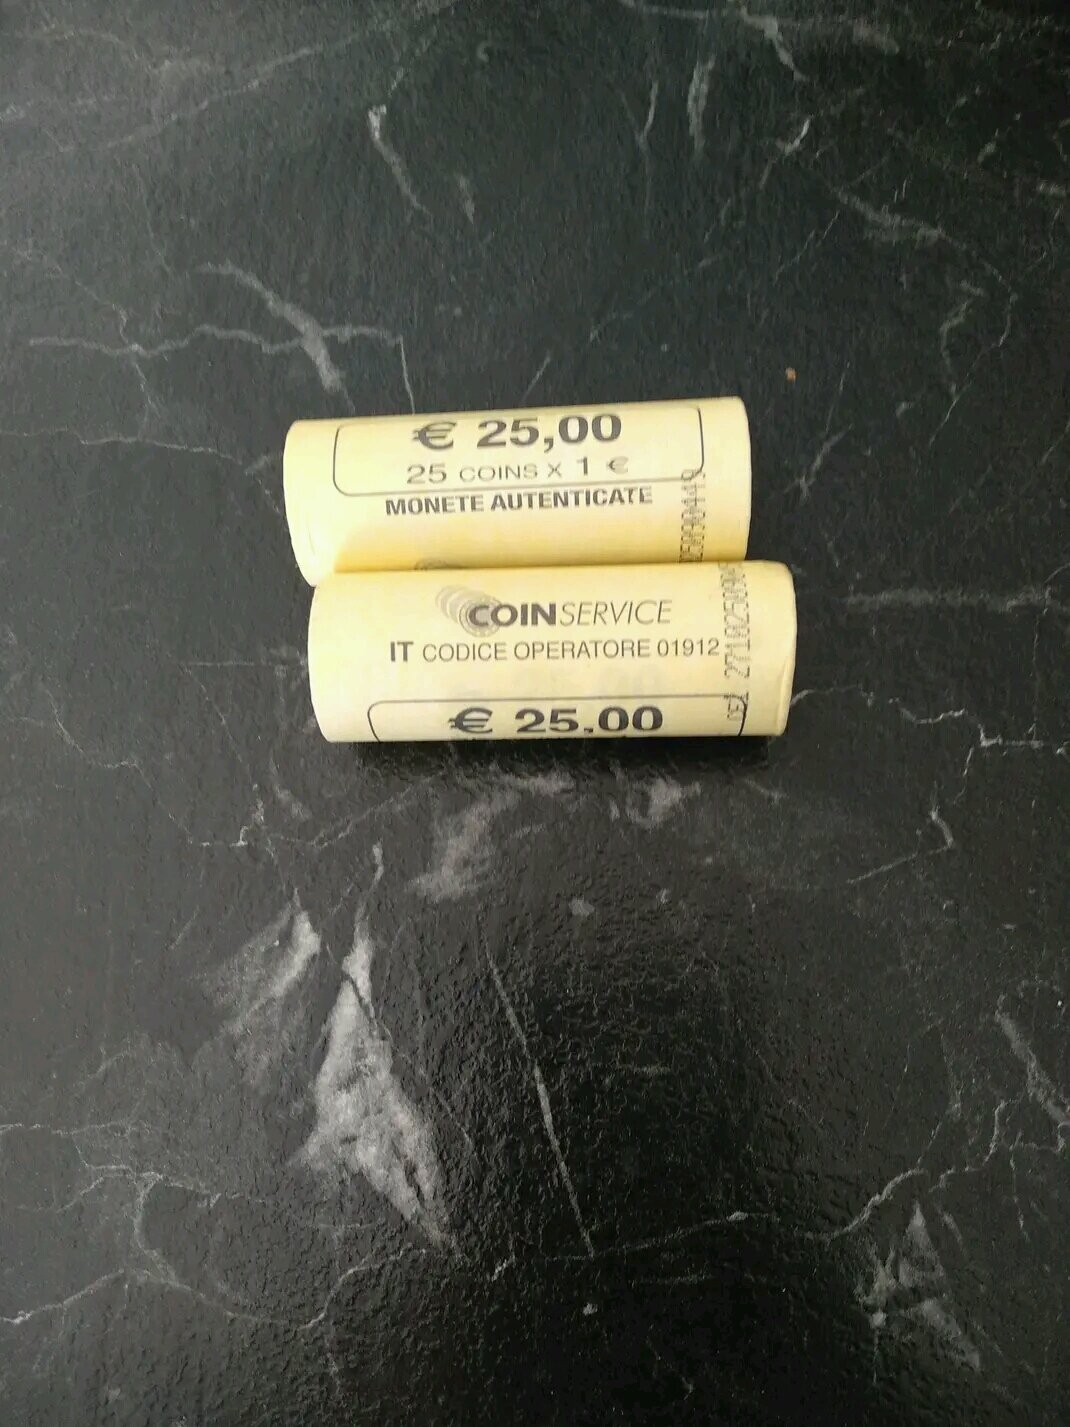 € 25,00
25 COINS X 1 €
MONETE AUTENTICATE
COINSERVICE
IT CODICE OPERATORE 01912
€ 25,00